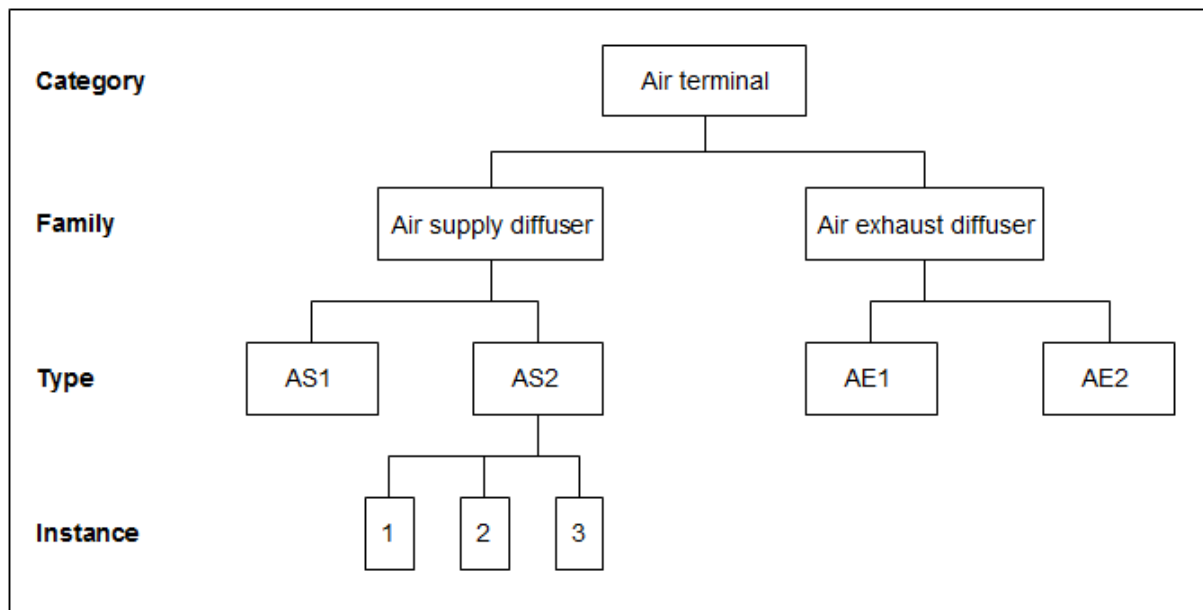 Category
Air terminal
Family
Air supply diffuser
Air exhaust diffuser
Type
AS1
AS2
AE1
AE2
Instance
1
2
3